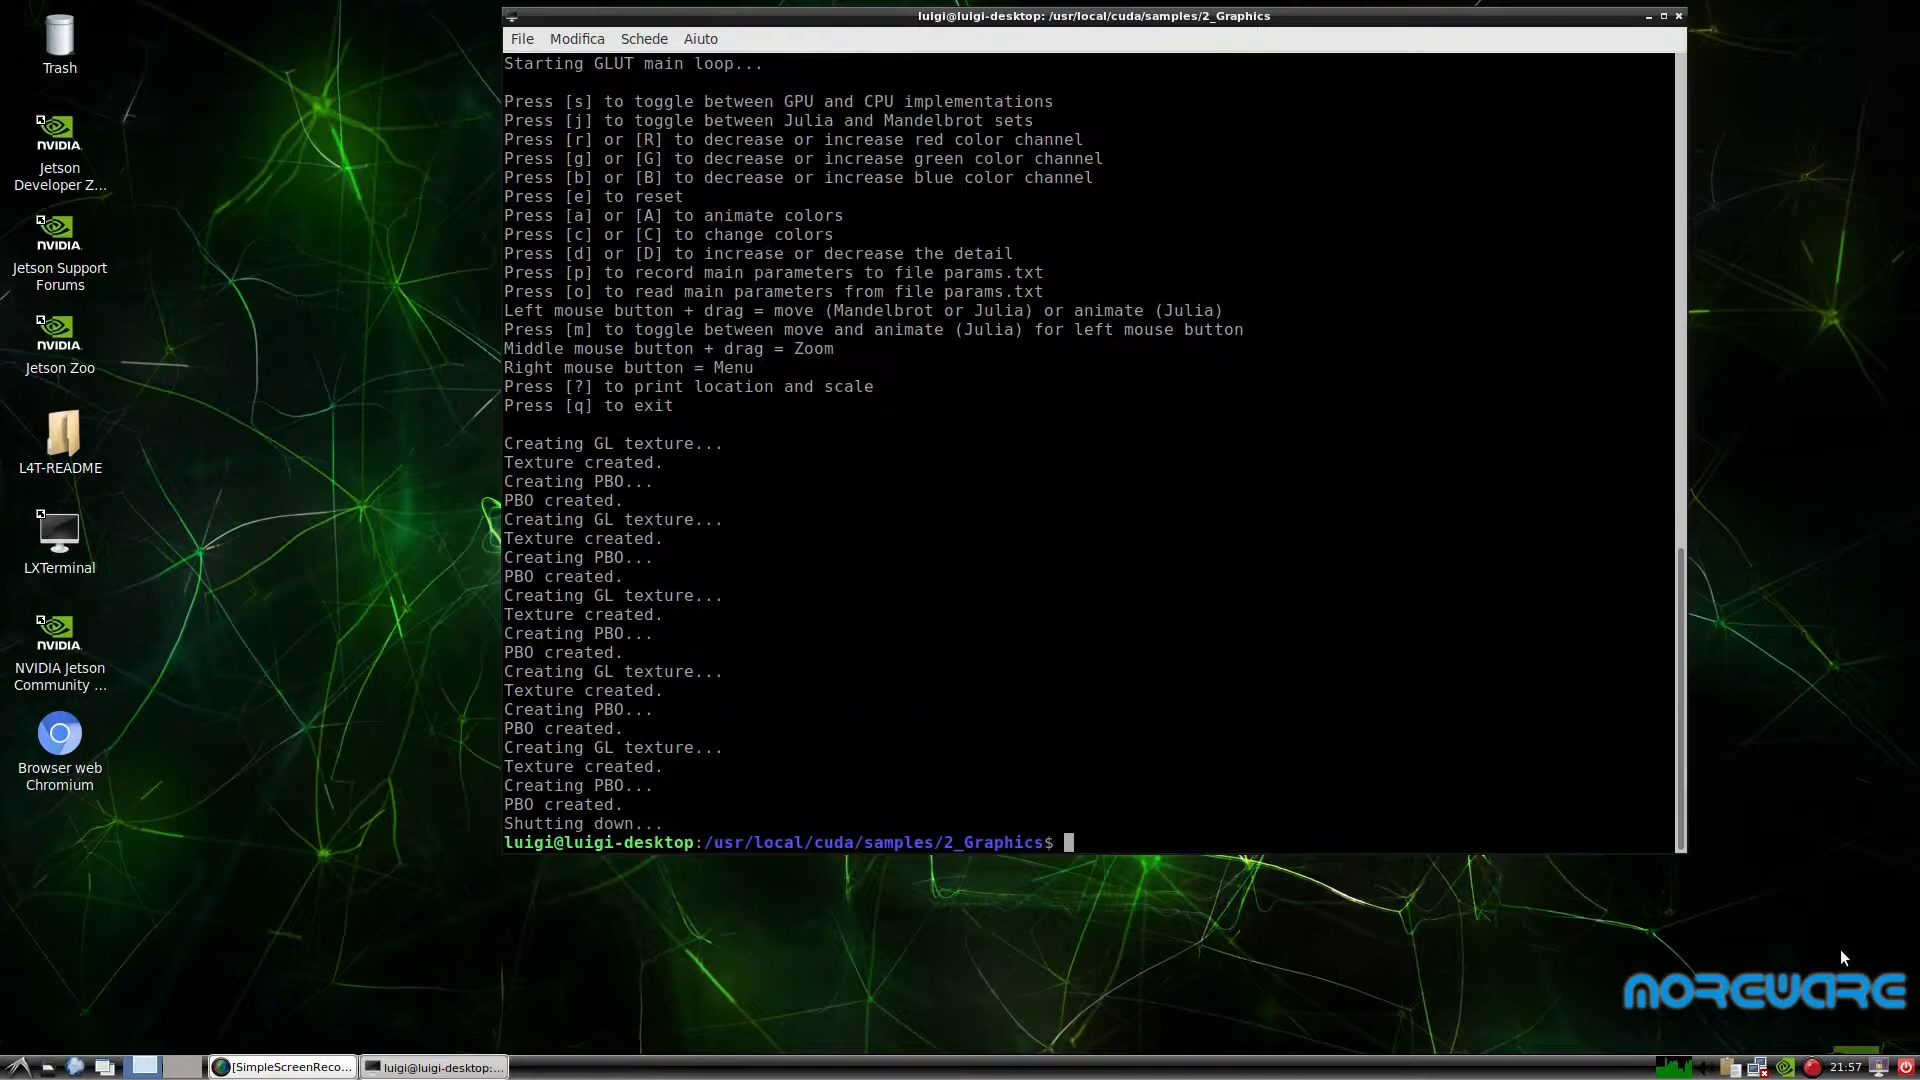 luigi@luigi-desktop: /usr/local/cuda/samples/2_Graphics
File Modifica Schede Aiuto
Starting GLUT main loop...
Press [s] to toggle between GPU and CPU implementations
Press [j] to toggle between Julia and Mandelbrot sets
Press [r] or [R] to decrease or increase red color channel
Press [g] or [G] to decrease or increase green color channel
Press [b] or [B] to decrease or increase blue color channel
Press [e] to reset
Press [a] or [A] to animate colors
Press [c] or [C] to change colors
Press [d] or [D] to increase or decrease the detail
Press [p] to record main parameters to file params.txt
Press [o] to read main parameters from file params.txt
Left mouse button + drag = move (Mandelbrot or Julia) or animate (Julia)
Press [m] to toggle between move and animate (Julia) for left mouse button
Middle mouse button + drag = Zoom
Right mouse button = Menu
Press [?] to print location and scale
Press [q] to exit
Creating GL texture...
Texture created.
Creating PBO...
PBO created.
Creating GL texture...
Texture created.
Creating PBO...
PBO created.
Creating GL texture...
Texture created.
Creating PBO...
PBO created.
Creating GL texture...
Texture created.
Creating PBO...
PBO created.
Creating GL texture...
Texture created.
Creating PBO...
PBO created.
Shutting down...
luigi@luigi-desktop:/usr/local/cuda/samples/2_Graphics$
Trash
NVIDIA.
Jetson
Developer Z...
NVIDIA.
Jetson Support
Forums
NVIDIA.
Jetson Zoo
L4T-README
LXTerminal
NVIDIA.
NVIDIA Jetson
Community ...
Browser web
Chromium
MOREWARE
[SimpleScreenReco...
luigi@luigi-desktop:...
21:57